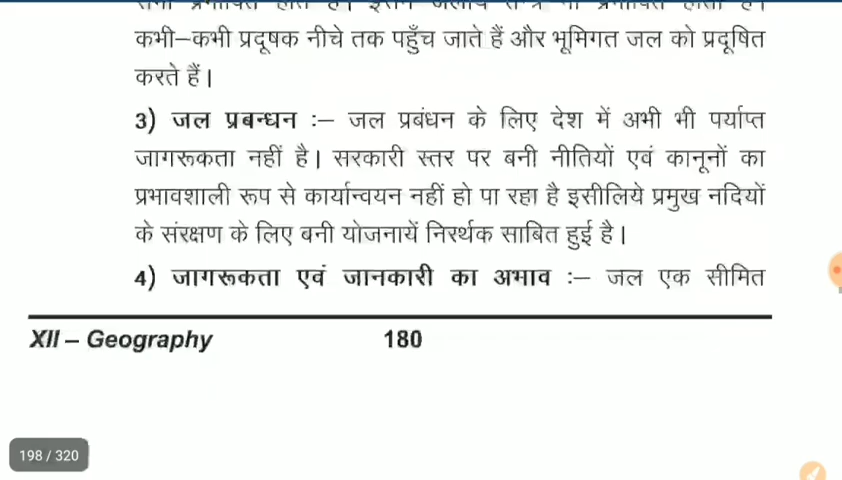 कभी–कभी प्रदूषक नीचे तक पहुँच जाते हैं और भूमिगत जल को प्रदूषित
करते हैं।
3) जल प्रबन्धन :– जल प्रबंधन के लिए देश में अभी भी पर्याप्त
जागरूकता नहीं है। सरकारी स्तर पर बनी नीतियों एवं कानूनों का
प्रभावशाली रूप से कार्यान्वयन नहीं हो पा रहा है इसीलिये प्रमुख नदियों
के संरक्षण के लिए बनी योजनायें निरर्थक साबित हुई है।
4) जागरूकता एवं जानकारी का अभाव :– जल एक सीमित
XII – Geography 180
198 / 320